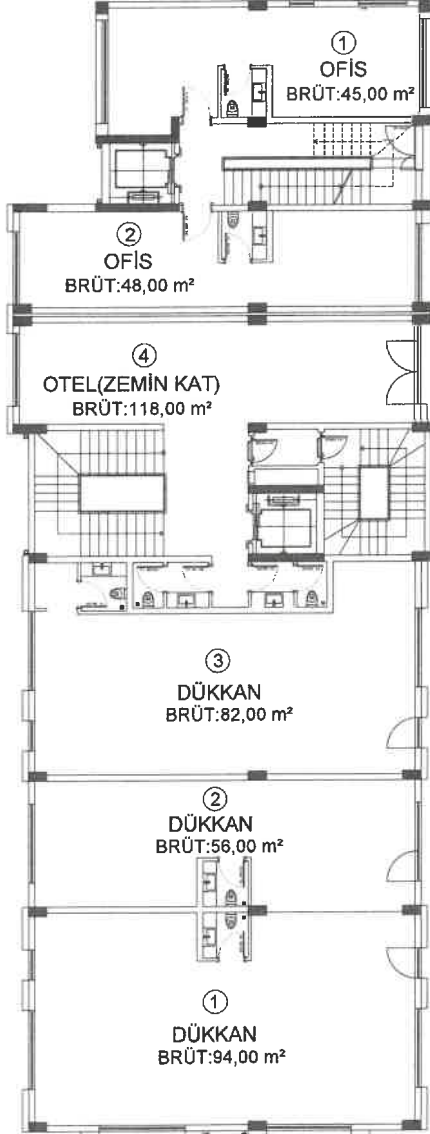 1
OFİS
BRÜT:45,00 m²
2
OFİS
BRÜT:48,00 m²
4
OTEL(ZEMİN KAT)
BRÜT:118,00 m²
3
DÜKKAN
BRÜT:82,00 m²
2
DÜKKAN
BRÜT:56,00 m²
1
DÜKKAN
BRÜT:94,00 m²